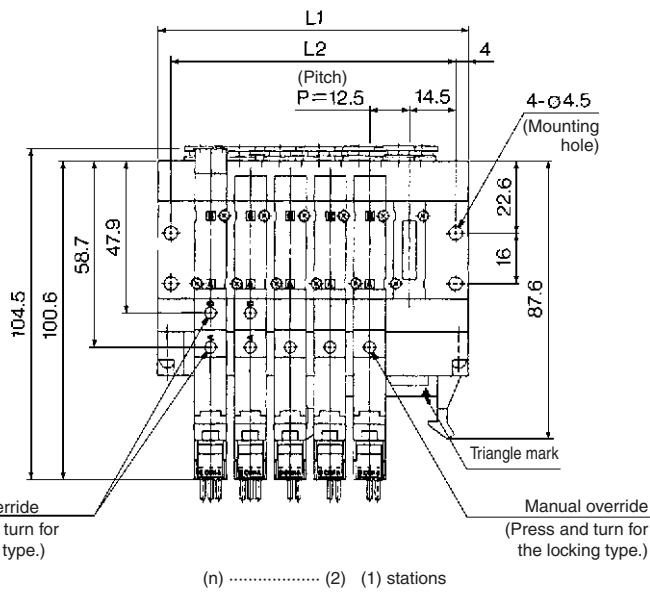 L1
L2
4
(Pitch)
P=12.5
14.5
4-Ø4.5
(Mounting
hole)
104.5
100.6
58.7
47.9
22.6
16
87.6
Triangle mark
erride
turn for
type.)
Manual override
(Press and turn for
the locking type.)
(n) ··················· (2) (1) stations